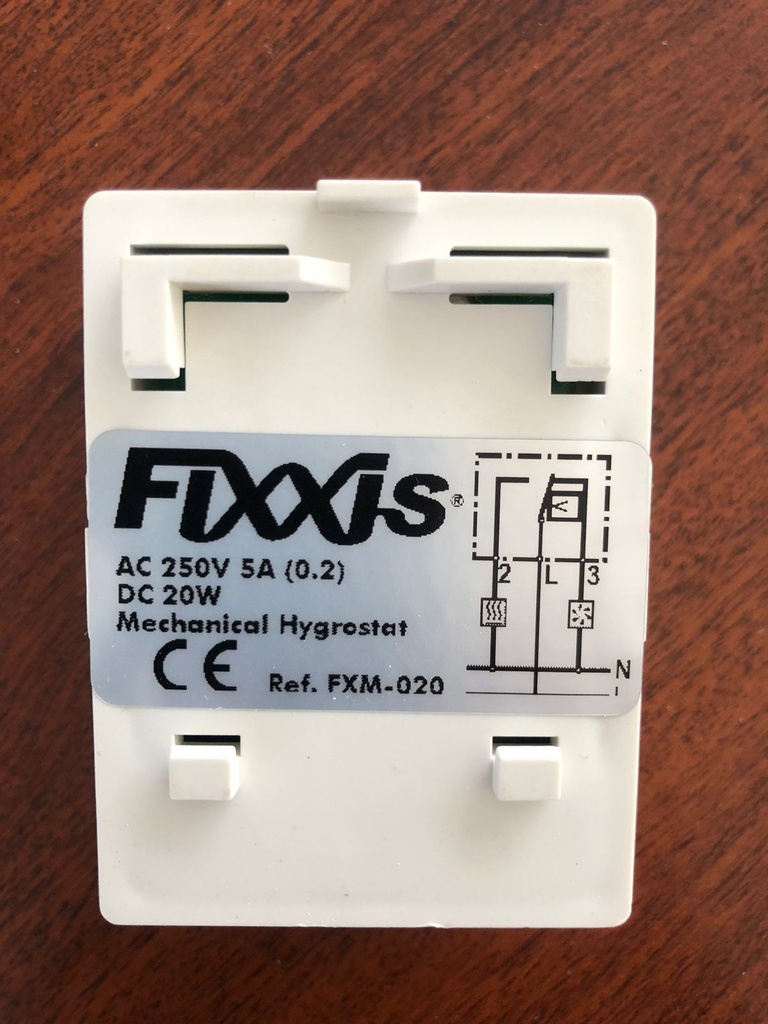 FIXXIS®
AC 250V 5A (0.2)
DC 20W
Mechanical Hygrostat
CE Ref. FXM-020
2 L 3
N